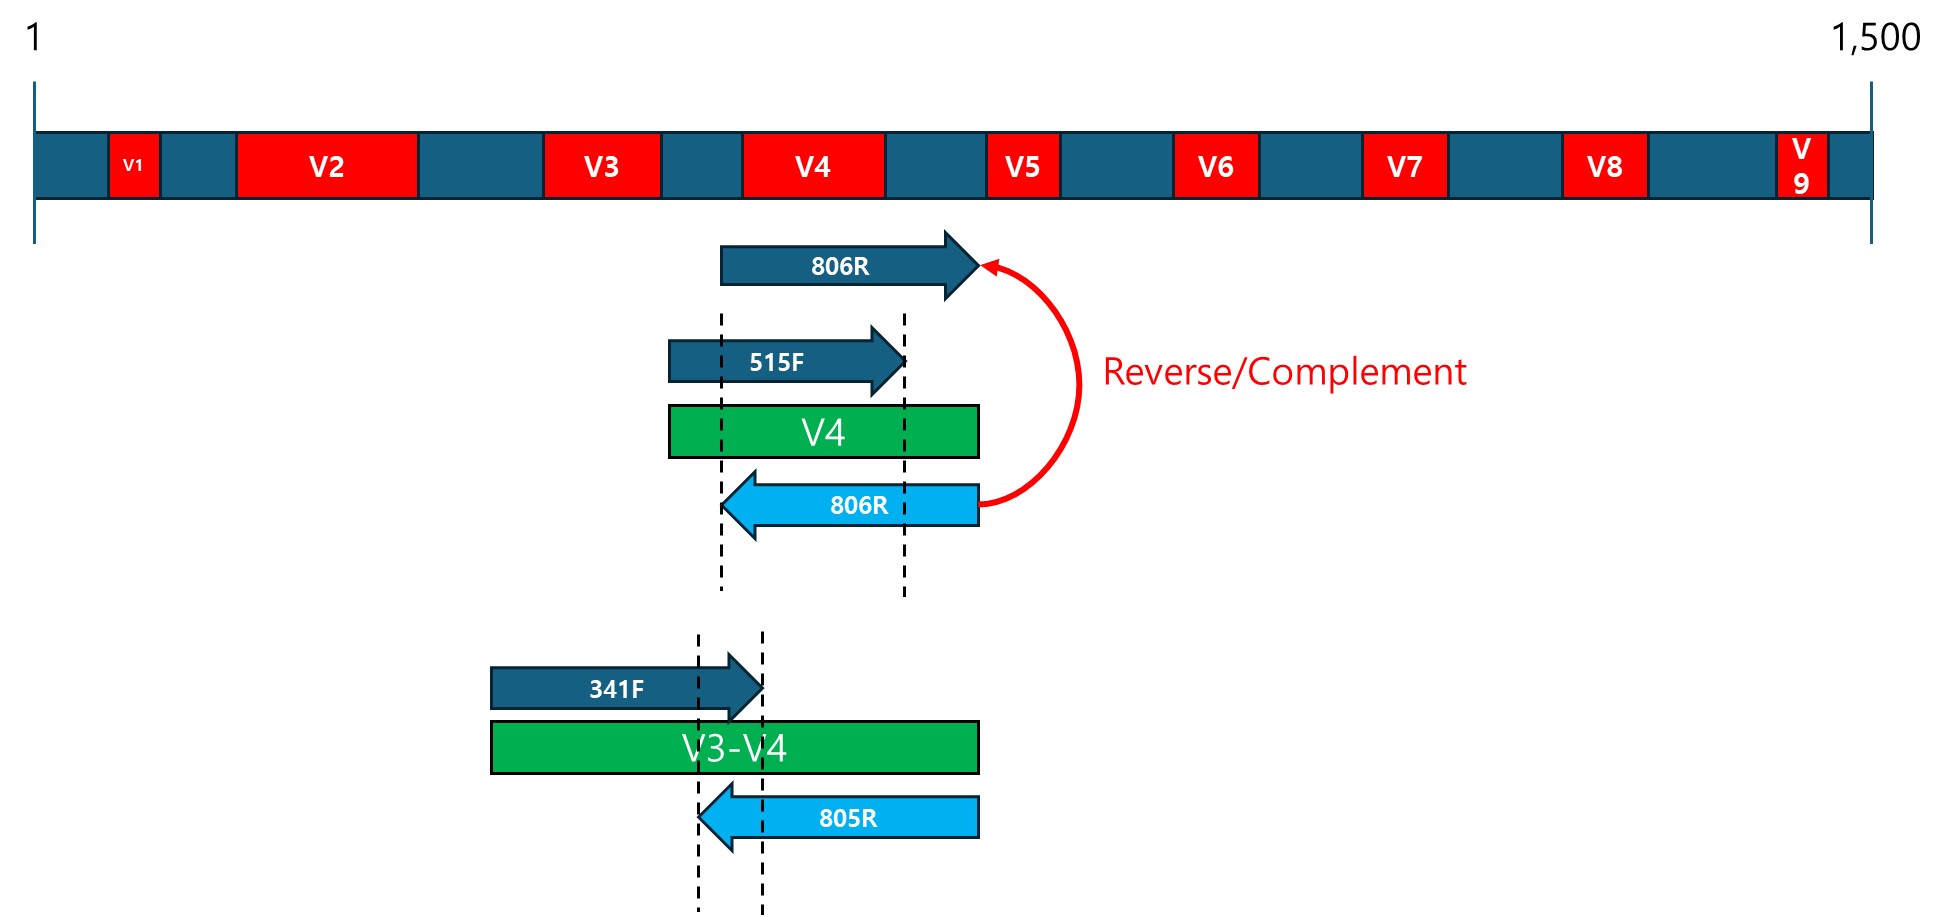 1
1,500
V1
V2
V3
V4
V5
V6
V7
V8
V
9
806R
515F
Reverse/Complement
V4
806R
341F
V3-V4
805R